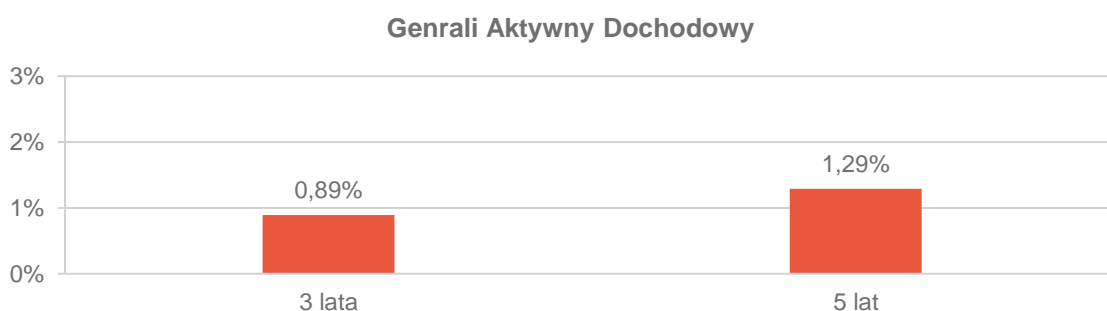 Genrali Aktywny Dochodowy
3%
2%
1,29%
0,89%
1%
0%
3 lata
5 lat